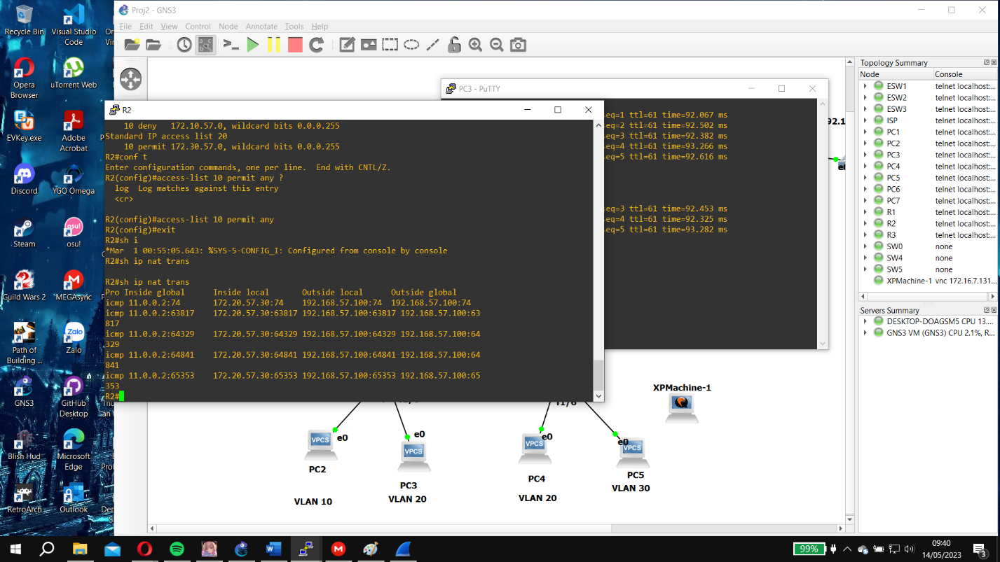 Recycle Bin
Visual Studio
Code
Opera
Browser
uTorrent Web
EVKey.exe
Adobe
Acrobat
Discord
YGO Omega
Steam
osu!
Guild Wars 2
MEGAsync
Path of
Building ...
Zalo
GNS3
GitHub
Desktop
Blish Hud
Microsoft
Edge
RetroArch
Outlook
Proj2 - GNS3
File Edit View Control Node Annotate Tools Help
PC3 - PuTTY
seq=1 ttl=61 time=92.067 ms
seq=2 ttl=61 time=92.502 ms
seq=3 ttl=61 time=92.382 ms
seq=4 ttl=61 time=93.266 ms
seq=5 ttl=61 time=92.616 ms
seq=3 ttl=61 time=92.453 ms
seq=4 ttl=61 time=92.325 ms
seq=5 ttl=61 time=93.282 ms
R2
10 deny   172.10.57.0, wildcard bits 0.0.0.255
Standard IP access list 20
10 permit 172.30.57.0, wildcard bits 0.0.0.255
R2#conf t
Enter configuration commands, one per line.  End with CNTL/Z.
R2(config)#access-list 10 permit any ?
log  Log matches against this entry
<cr>
R2(config)#access-list 10 permit any
R2(config)#exit
R2#sh i
*Mar  1 00:55:05.643: %SYS-5-CONFIG_I: Configured from console by console
R2#sh ip nat trans
R2#sh ip nat trans
Pro Inside global      Inside local       Outside local      Outside global
icmp 11.0.0.2:74       172.20.57.30:74    192.168.57.100:74  192.168.57.100:74
icmp 11.0.0.2:63817    172.20.57.30:63817 192.168.57.100:63817 192.168.57.100:63
817
icmp 11.0.0.2:64329    172.20.57.30:64329 192.168.57.100:64329 192.168.57.100:64
329
icmp 11.0.0.2:64841    172.20.57.30:64841 192.168.57.100:64841 192.168.57.100:64
841
icmp 11.0.0.2:65353    172.20.57.30:65353 192.168.57.100:65353 192.168.57.100:65
353
R2#
XPMachine-1
VPCS
e0
PC2
VLAN 10
VPCS
e0
PC3
VLAN 20
VPCS
e0
PC4
VLAN 20
VPCS
e0
PC5
VLAN 30
92.1
e0
Topology Summary
Node Console
ESW1 telnet localhost:...
ESW2 telnet localhost:...
ESW3 telnet localhost:...
ISP telnet localhost:...
PC1 telnet localhost:...
PC2 telnet localhost:...
PC3 telnet localhost:...
PC4 telnet localhost:...
PC5 telnet localhost:...
PC6 telnet localhost:...
PC7 telnet localhost:...
R1 telnet localhost:...
R2 telnet localhost:...
R3 telnet localhost:...
SW0 none
SW4 none
SW5 none
XPMachine-1 vnc 172.16.7.131...
Servers Summary
DESKTOP-DOAGSM5 CPU 13....
GNS3 VM (GNS3) CPU 2.1%, R...
99%
09:40
14/05/2023
3